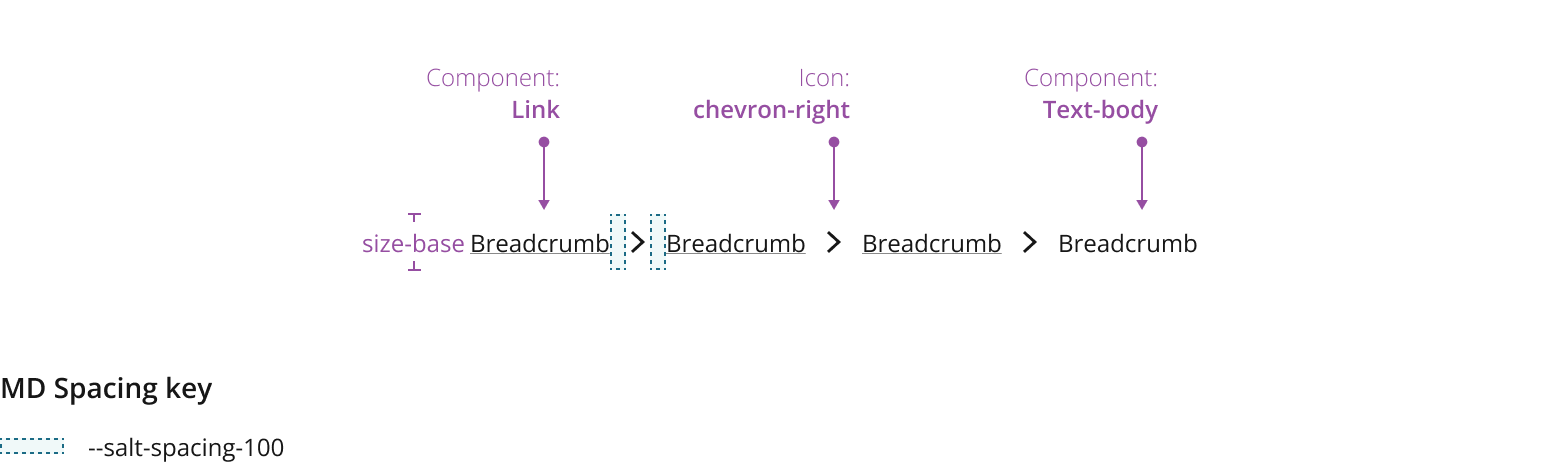 Component:
Link
Icon:
chevron-right
Component:
Text-body
size-base Breadcrumb Breadcrumb Breadcrumb Breadcrumb
MD Spacing key
--salt-spacing-100